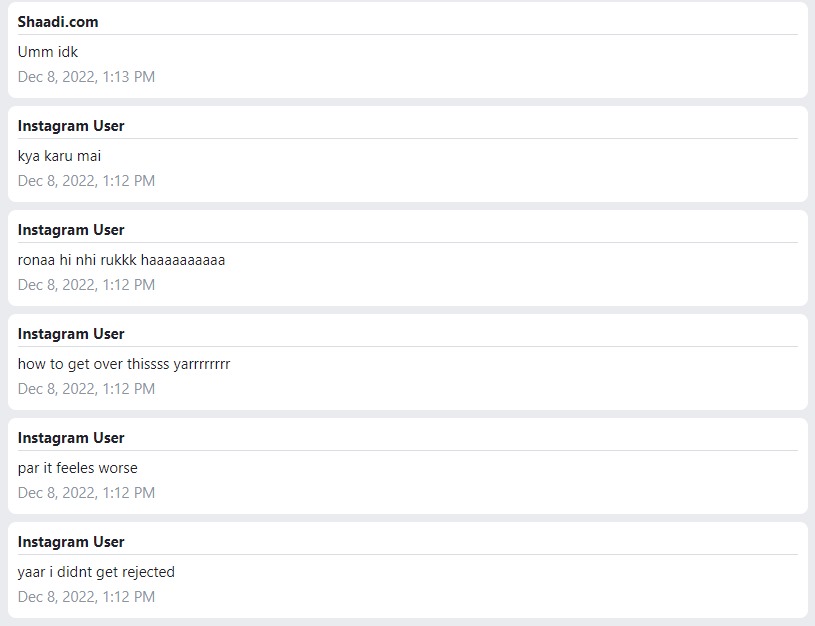 Shaadi.com
Umm idk
Dec 8, 2022, 1:13 PM
Instagram User
kya karu mai
Dec 8, 2022, 1:12 PM
Instagram User
ronaa hi nhi rukkk haaaaaaaaaa
Dec 8, 2022, 1:12 PM
Instagram User
how to get over thissss yarrrrrrrr
Dec 8, 2022, 1:12 PM
Instagram User
par it feeles worse
Dec 8, 2022, 1:12 PM
Instagram User
yaar i didnt get rejected
Dec 8, 2022, 1:12 PM